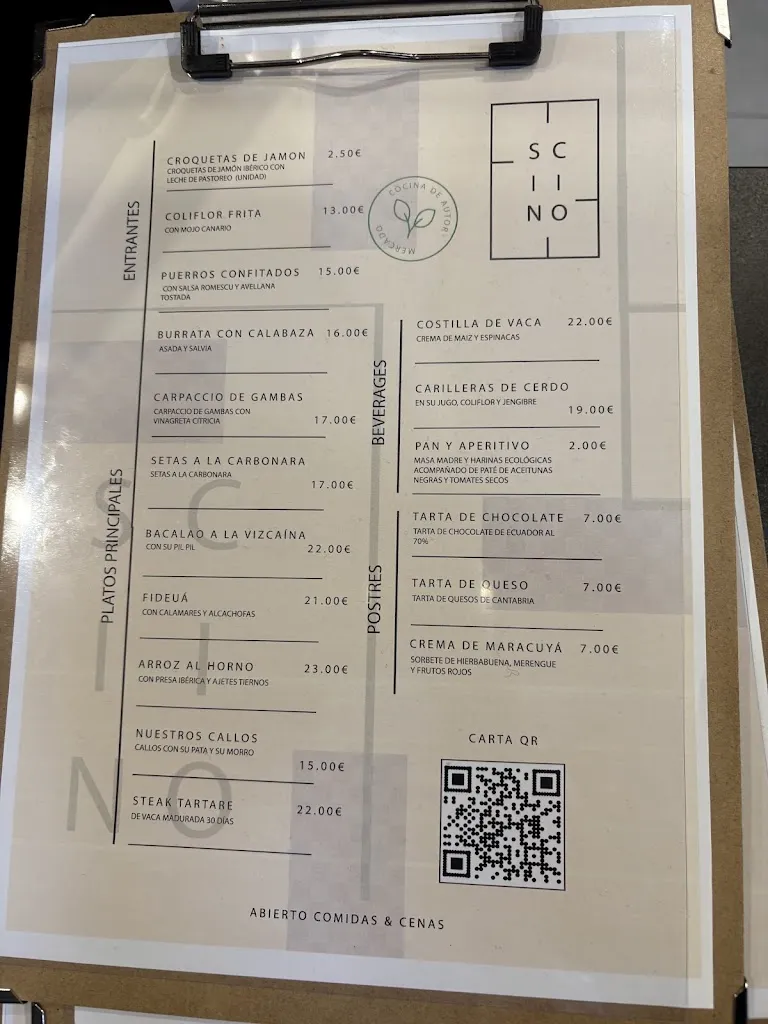 ENTRANTES
CROQUETAS DE JAMON 2.50€
CROQUETAS DE JAMÓN IBÉRICO CON
LECHE DE PASTOREO (UNIDAD)
COLIFLOR FRITA 13.00€
CON MOJO CANARIO
PUERROS CONFITADOS 15.00€
CON SALSA ROMESCU Y AVELLANA
TOSTADA
BURRATA CON CALABAZA 16.00€
ASADA Y SALVIA
CARPACCIO DE GAMBAS
CARPACCIO DE GAMBAS CON
VINAGRETA CITRICIA 17.00€
PLATOS PRINCIPALES
SETAS A LA CARBONARA
SETAS A LA CARBONARA
17.00€
BACALAO A LA VIZCAÍNA
CON SU PIL PIL 22.00€
FIDEUÁ 21.00€
CON CALAMARES Y ALCACHOFAS
ARROZ AL HORNO 23.00€
CON PRESA IBÉRICA Y AJETES TIERNOS
NUESTROS CALLOS
CALLOS CON SU PATA Y SU MORRO
15.00€
STEAK TARTARE 22.00€
DE VACA MADURADA 30 DÍAS
COCINA DE AUTOR · MERCADO
SC
II
NO
BEVERAGES
COSTILLA DE VACA 22.00€
CREMA DE MAIZ Y ESPINACAS
CARILLERAS DE CERDO
EN SU JUGO, COLIFLOR Y JENGIBRE
19.00€
PAN Y APERITIVO 2.00€
MASA MADRE Y HARINAS ECOLÓGICAS
ACOMPAÑADO DE PATÉ DE ACEITUNAS
NEGRAS Y TOMATES SECOS
POSTRES
TARTA DE CHOCOLATE 7.00€
TARTA DE CHOCOLATE DE ECUADOR AL
70%
TARTA DE QUESO 7.00€
TARTA DE QUESOS DE CANTABRIA
CREMA DE MARACUYÁ 7.00€
SORBETE DE HIERBABUENA, MERENGUE
Y FRUTOS ROJOS
CARTA QR
SC
II
NO
ABIERTO COMIDAS & CENAS